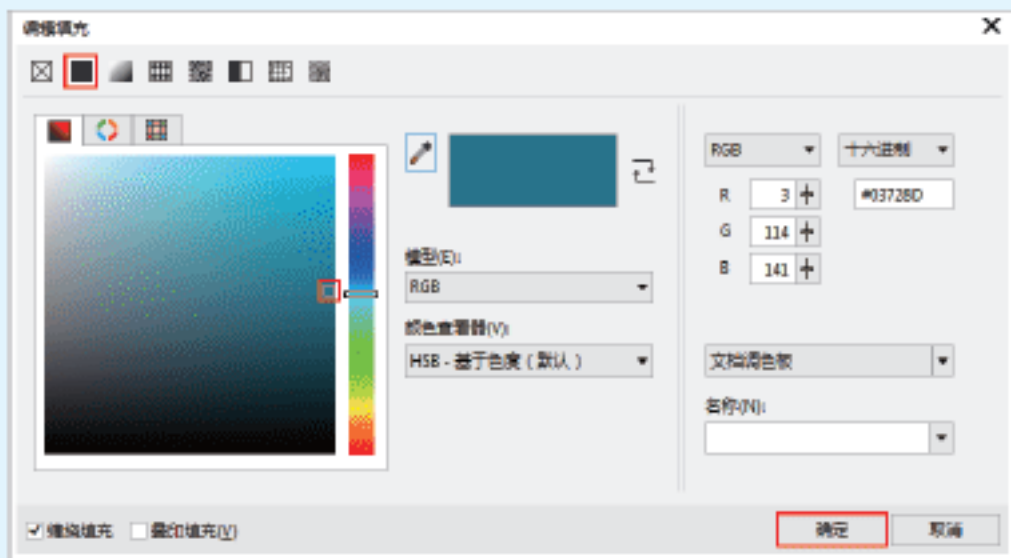 编辑填充
RGB
十六进制
R 3
#03728D
G 114
B 141
模型(E):
RGB
颜色查看器(V):
HSB - 基于色度（默认）
文档调色板
名称(N):
缠绕填充
叠印填充(V)
确定
取消